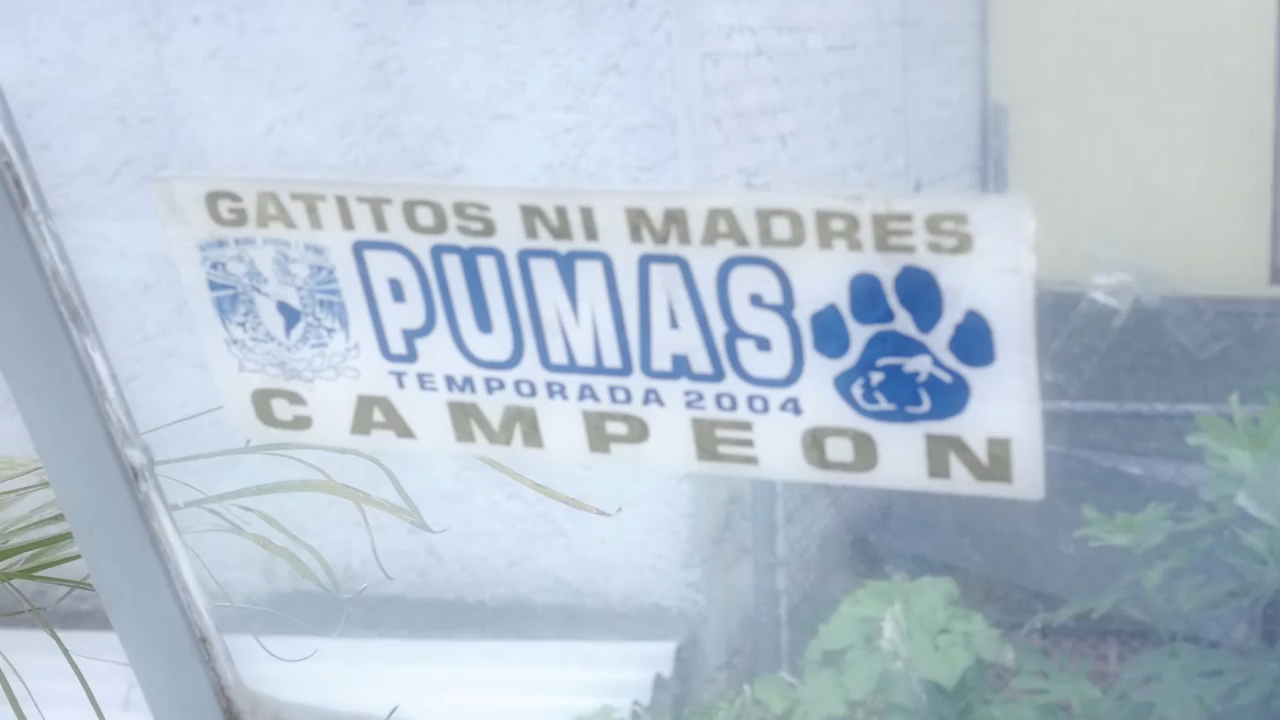 GATITOS NI MADRES
PUMAS
TEMPORADA 2004
CAMPEON